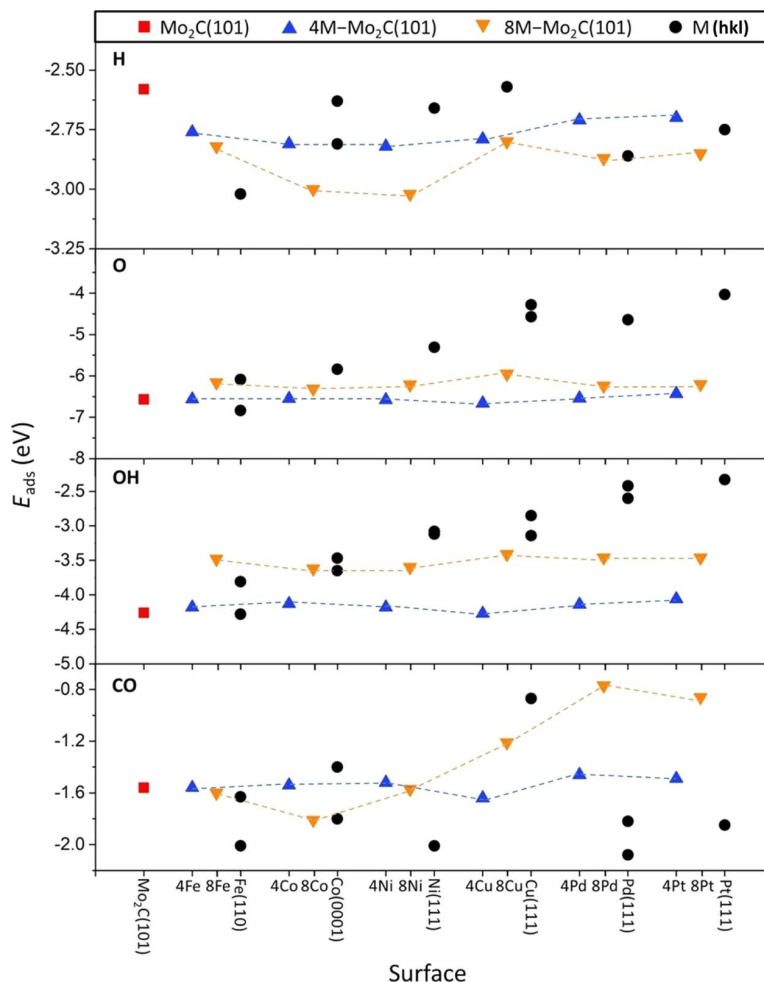 Mo₂C(101) 4M−Mo₂C(101) 8M−Mo₂C(101) M(hkl)
H
-2.50
-2.75
-3.00
-3.25
O
-4
-5
-6
-7
-8
OH
-2.5
-3.0
-3.5
-4.0
-4.5
-5.0
CO
-0.8
-1.2
-1.6
-2.0
E_ads (eV)
Mo₂C(101)
4Fe 8Fe Fe(110)
4Co 8Co Co(0001)
4Ni 8Ni Ni(111)
4Cu 8Cu Cu(111)
4Pd 8Pd Pd(111)
4Pt 8Pt Pt(111)
Surface